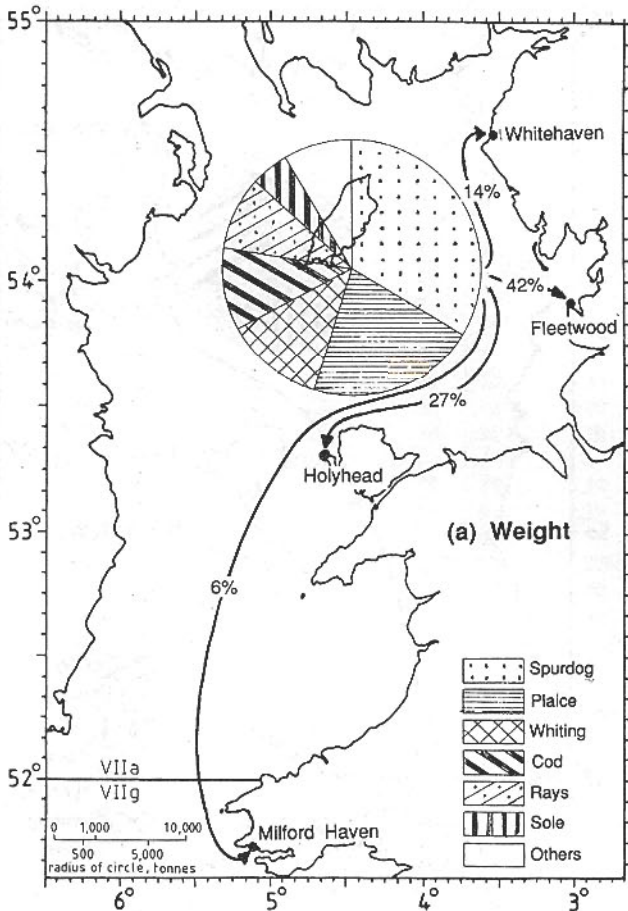 55°
Whitehaven
14%
54°
42%
Fleetwood
27%
Holyhead
53°
(a) Weight
6%
Spurdog
Plaice
Whiting
Cod
Rays
Sole
Others
VIIa
52°
VIIg
0 1,000 10,000
500 5,000
radius of circle, tonnes
Milford Haven
6° 5° 4° 3°